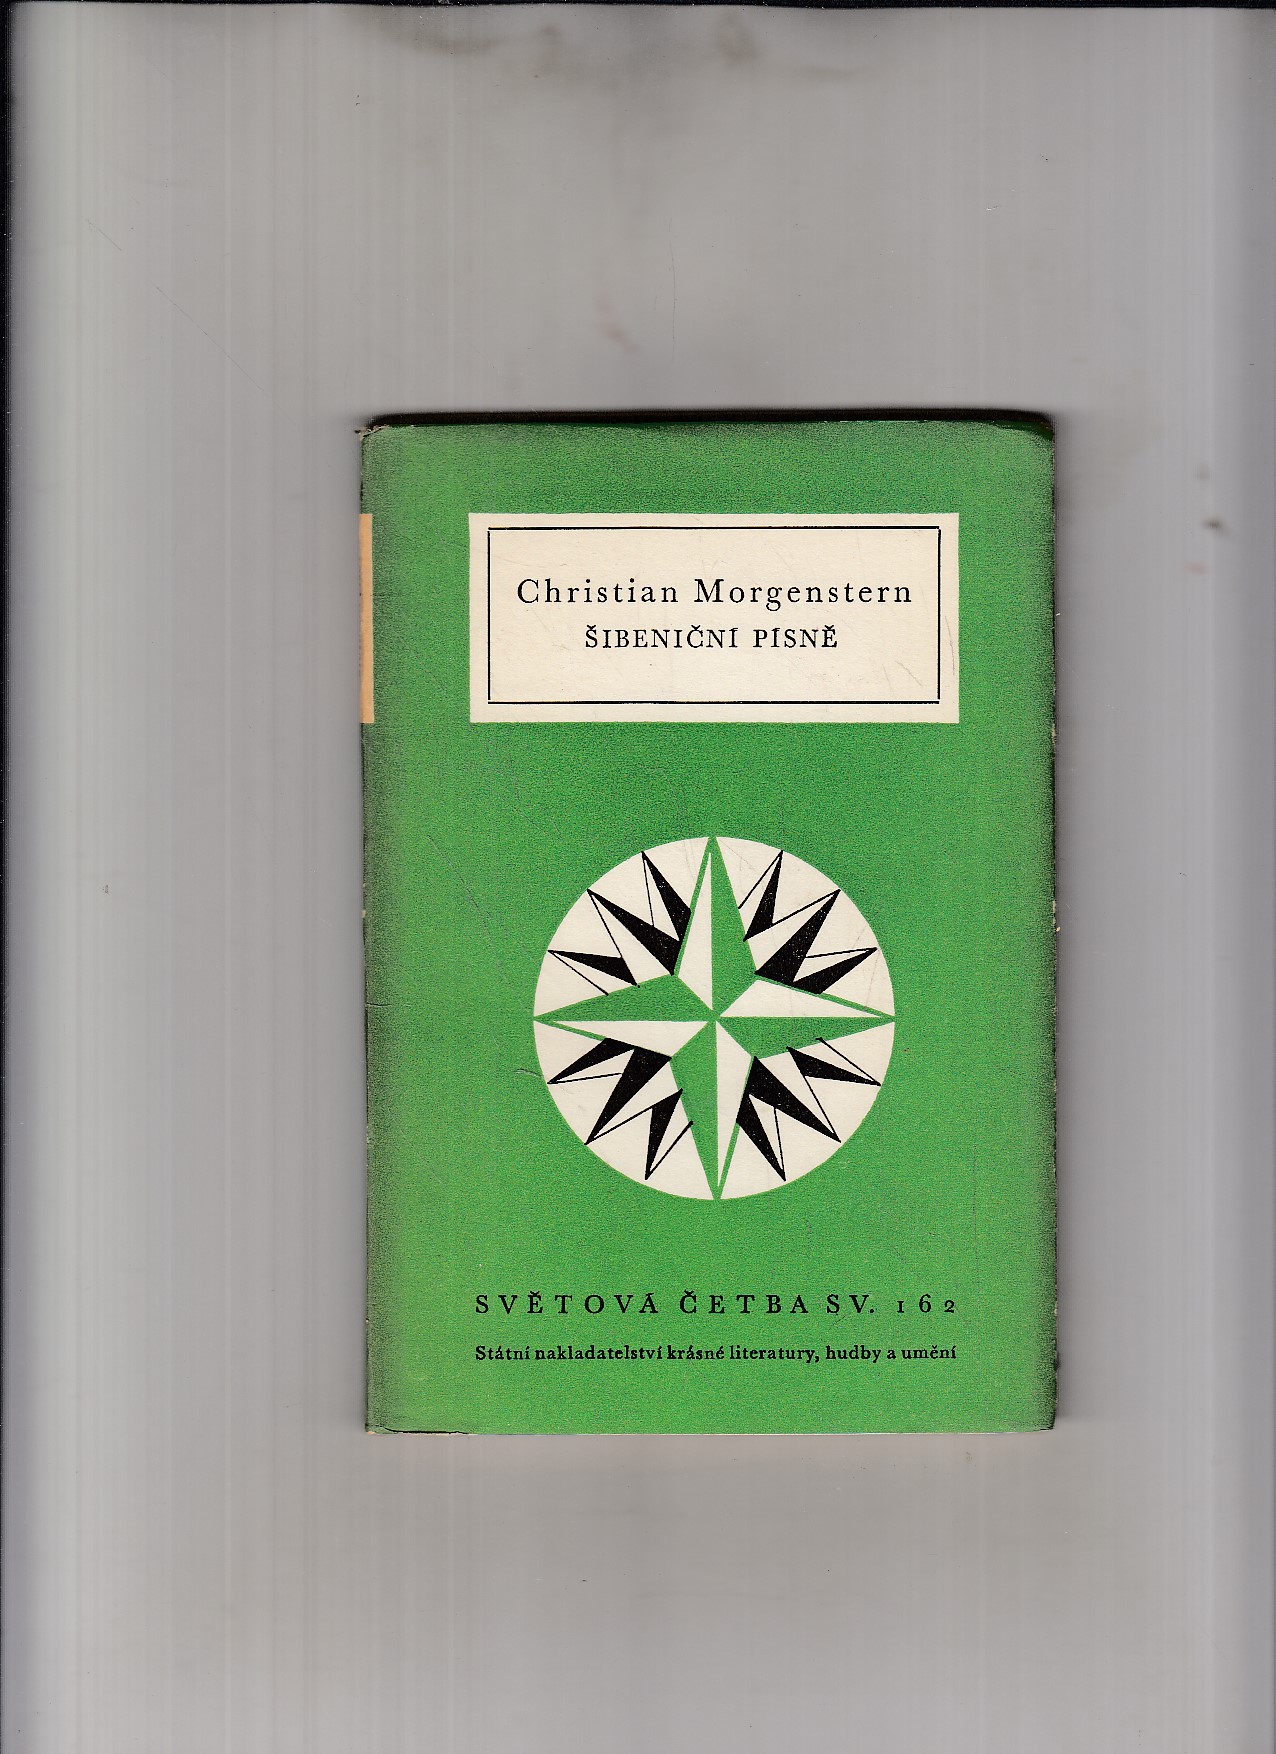 Christian Morgenstern
ŠIBENIČNÍ PÍSNĚ
SVĚTOVÁ ČETBA SV. 162
Státní nakladatelství krásné literatury, hudby a umění